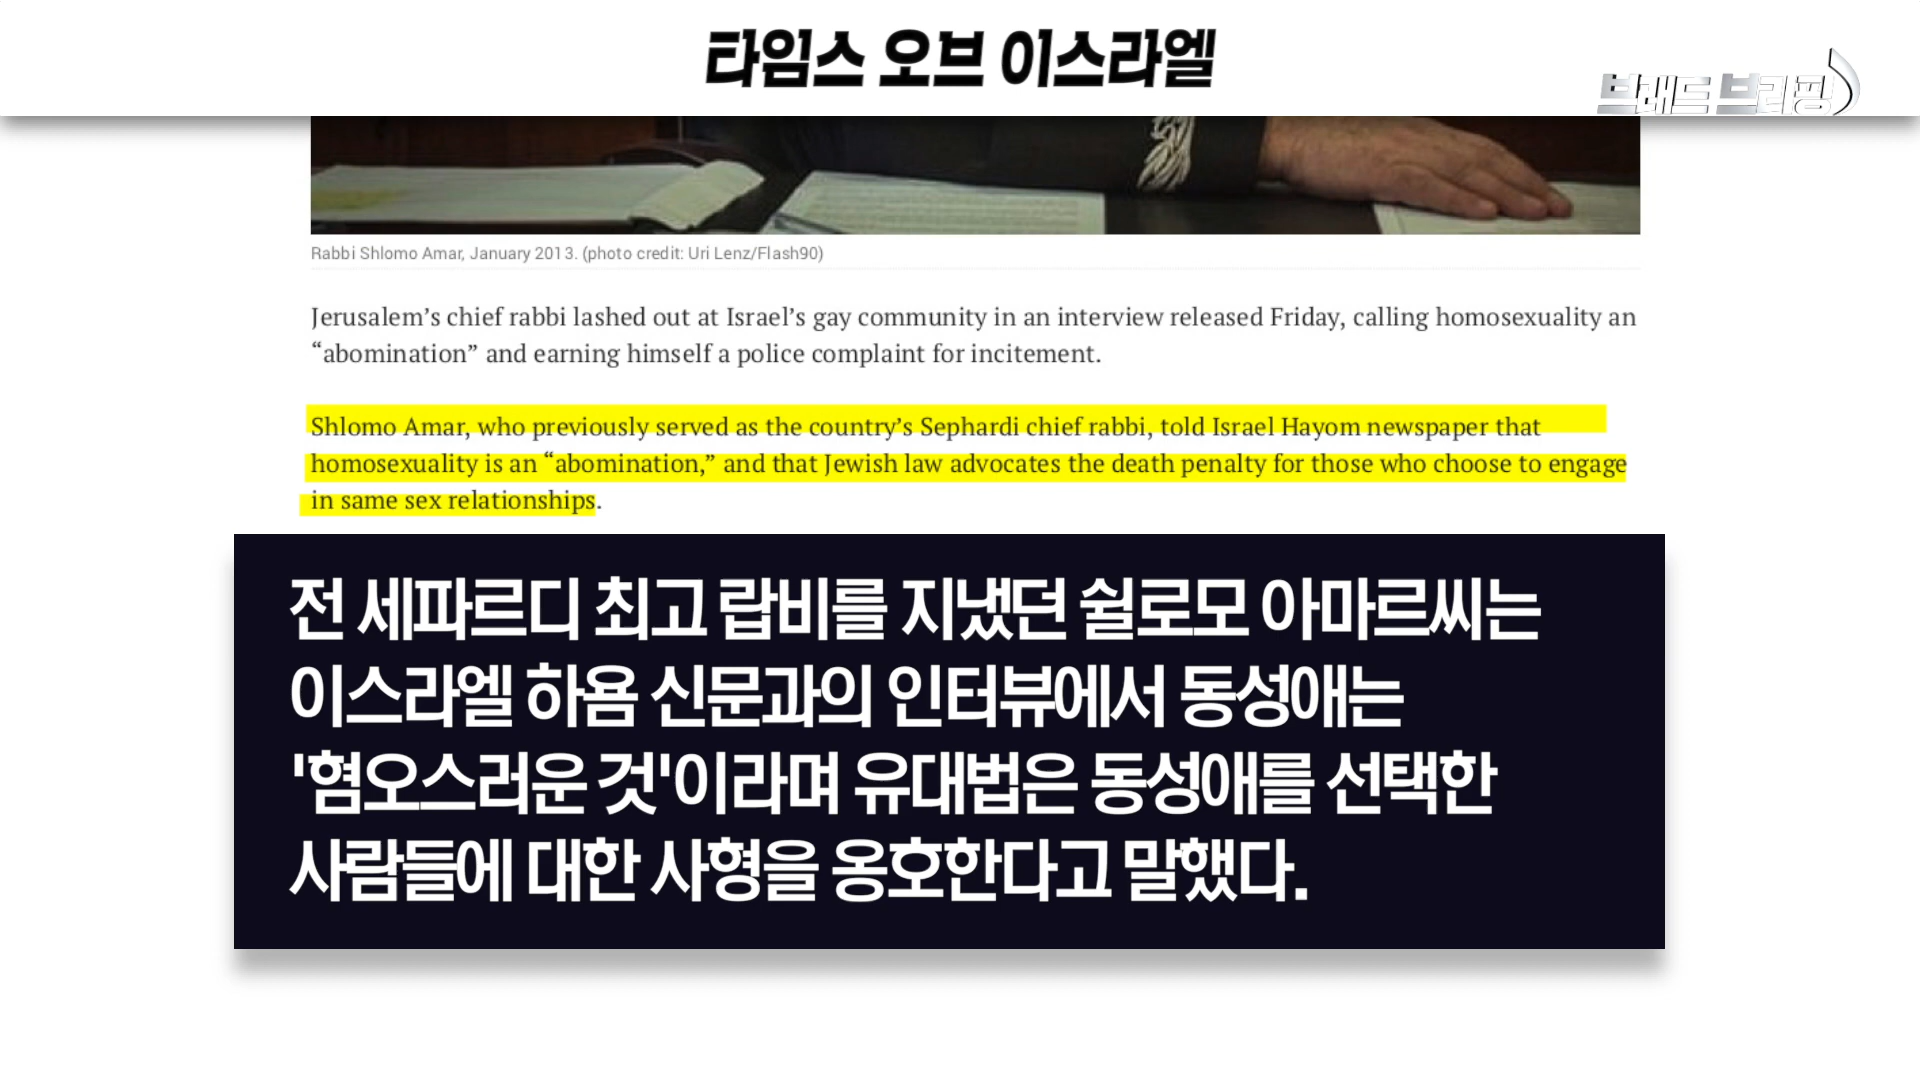 타임스 오브 이스라엘
브래드 브리핑
Rabbi Shlomo Amar, January 2013. (photo credit: Uri Lenz/Flash90)
Jerusalem’s chief rabbi lashed out at Israel’s gay community in an interview released Friday, calling homosexuality an
“abomination” and earning himself a police complaint for incitement.
Shlomo Amar, who previously served as the country’s Sephardi chief rabbi, told Israel Hayom newspaper that
homosexuality is an “abomination,” and that Jewish law advocates the death penalty for those who choose to engage
in same sex relationships.
전 세파르디 최고 랍비를 지냈던 쉴로모 아마르씨는
이스라엘 하욤 신문과의 인터뷰에서 동성애는
'혐오스러운 것'이라며 유대법은 동성애를 선택한
사람들에 대한 사형을 옹호한다고 말했다.